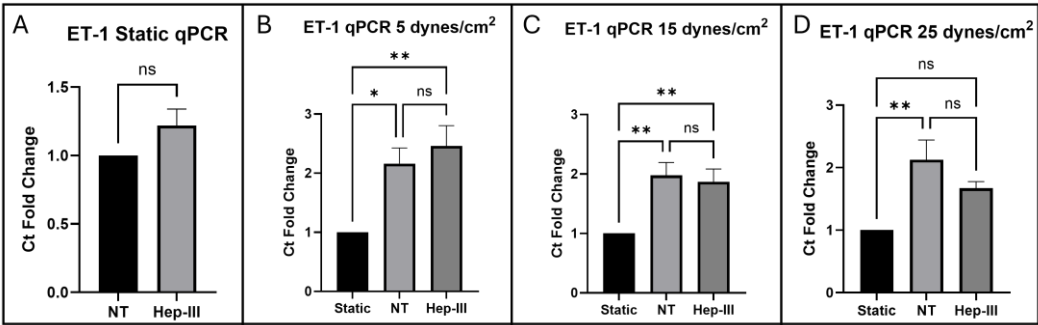 A
ET-1 Static qPCR
ns
1.5
1.0
0.5
0.0
Ct Fold Change
NT Hep-III
B
ET-1 qPCR 5 dynes/cm²
**
* ns
3
2
1
0
Ct Fold Change
Static NT Hep-III
C
ET-1 qPCR 15 dynes/cm²
**
** ns
3
2
1
0
Ct Fold Change
Static NT Hep-III
D
ET-1 qPCR 25 dynes/cm²
ns
** ns
3
2
1
0
Ct Fold Change
Static NT Hep-III